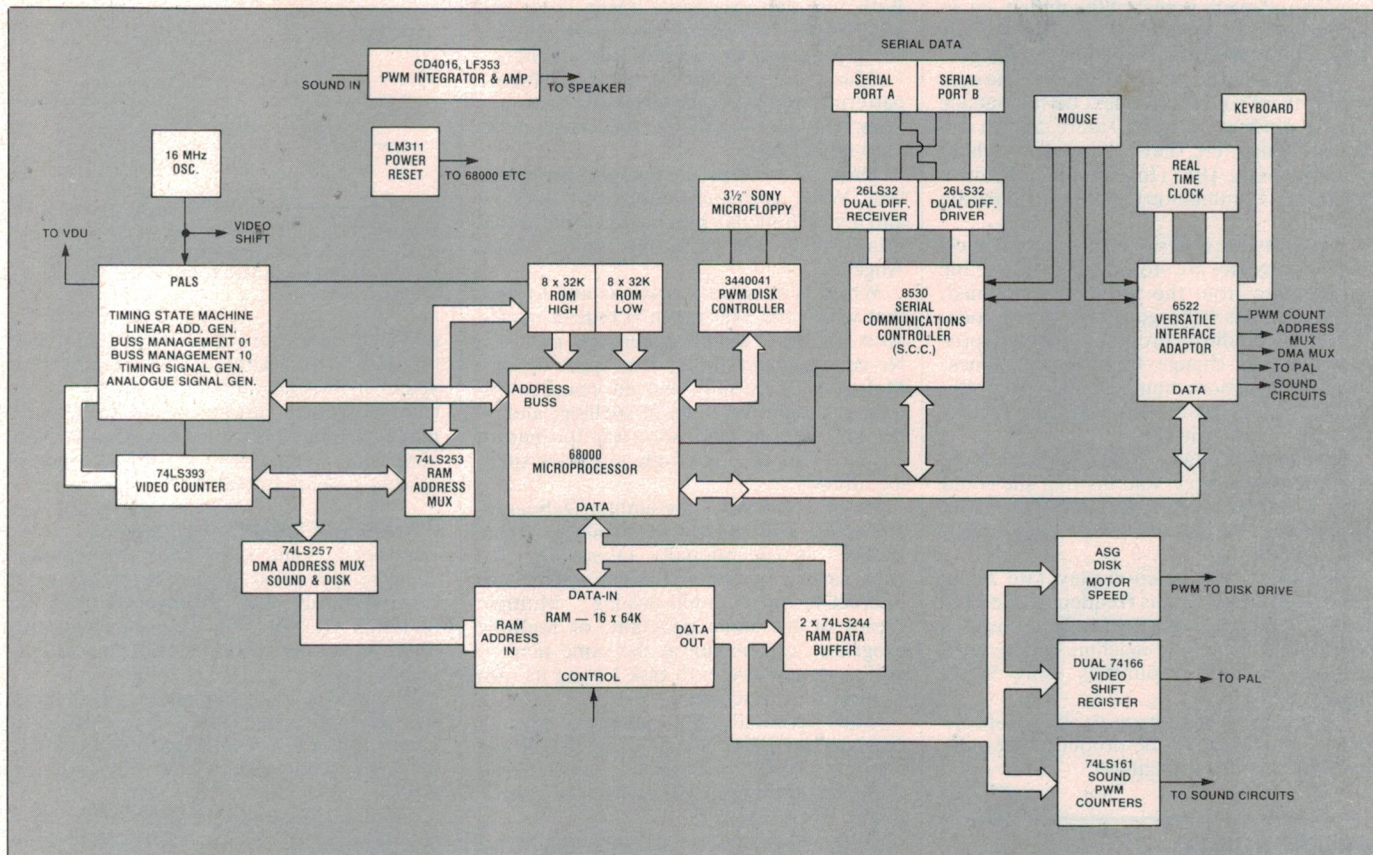 SERIAL DATA
CD4016, LF353
PWM INTEGRATOR & AMP.
SOUND IN
TO SPEAKER
SERIAL
PORT A
SERIAL
PORT B
MOUSE
KEYBOARD
16 MHz
OSC.
LM311
POWER
RESET
TO 68000 ETC
REAL
TIME
CLOCK
3½" SONY
MICROFLOPPY
26LS32
DUAL DIFF.
RECEIVER
26LS32
DUAL DIFF.
DRIVER
TO VDU
VIDEO
SHIFT
PALS
TIMING STATE MACHINE
LINEAR ADD. GEN.
BUSS MANAGEMENT 01
BUSS MANAGEMENT 10
TIMING SIGNAL GEN.
ANALOGUE SIGNAL GEN.
8 x 32K
ROM
HIGH
8 x 32K
ROM
LOW
3440041
PWM DISK
CONTROLLER
8530
SERIAL
COMMUNICATIONS
CONTROLLER
(S.C.C.)
6522
VERSATILE
INTERFACE
ADAPTOR
DATA
PWM COUNT
ADDRESS
MUX
DMA MUX
TO PAL
SOUND
CIRCUITS
ADDRESS
BUSS
68000
MICROPROCESSOR
DATA
74LS393
VIDEO COUNTER
74LS253
RAM
ADDRESS
MUX
74LS257
DMA ADDRESS MUX
SOUND & DISK
DATA-IN
RAM — 16 x 64K
RAM
ADDRESS
IN
DATA
OUT
CONTROL
2 x 74LS244
RAM DATA
BUFFER
ASG
DISK
MOTOR
SPEED
PWM TO DISK DRIVE
DUAL 74166
VIDEO
SHIFT
REGISTER
TO PAL
74LS161
SOUND
PWM
COUNTERS
TO SOUND CIRCUITS